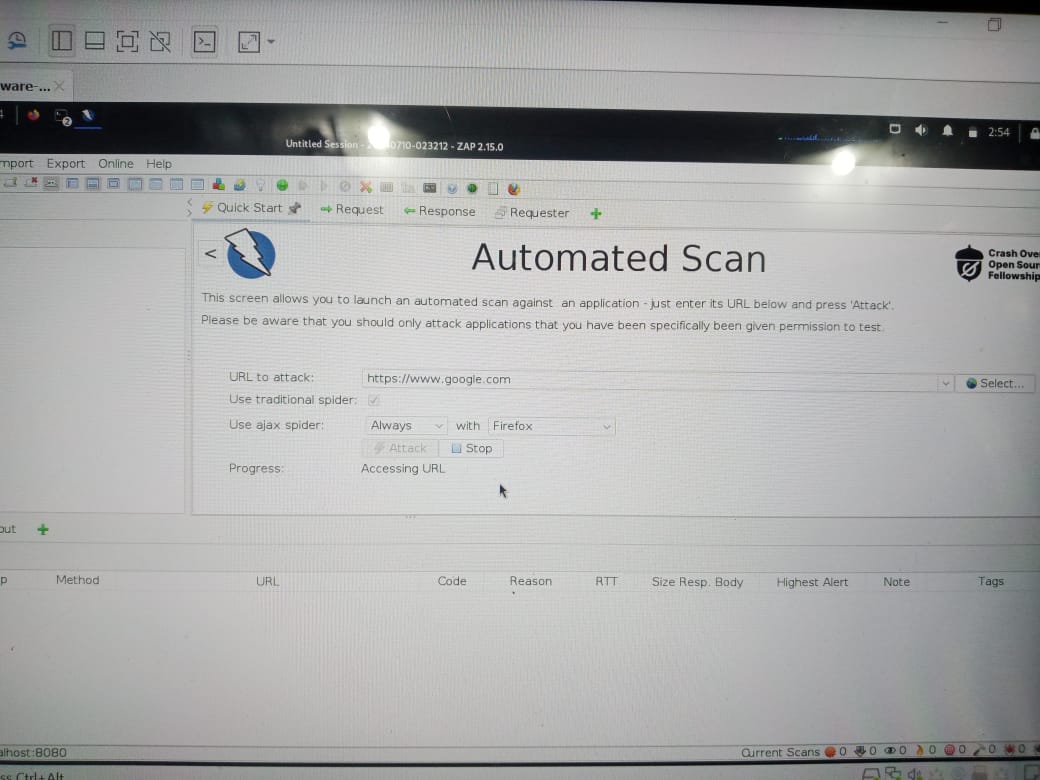 ware-...
2:54
Untitled Session - 0710-023212 - ZAP 2.15.0
mport Export Online Help
Quick Start Request Response Requester
<
Automated Scan
Crash Over
Open Sour
Fellowship
This screen allows you to launch an automated scan against an application - just enter its URL below and press 'Attack'.
Please be aware that you should only attack applications that you have been specifically been given permission to test.
URL to attack: https://www.google.com Select...
Use traditional spider:
Use ajax spider: Always with Firefox
Attack Stop
Progress: Accessing URL
out
p Method URL Code Reason RTT Size Resp. Body Highest Alert Note Tags
alhost:8080 Current Scans 0 0 0 0 0 0 0
ss Ctrl+Alt